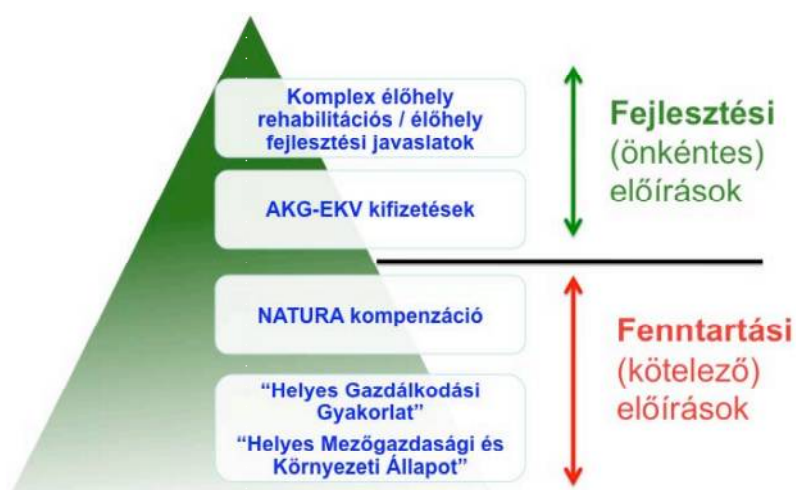 Komplex élőhely
rehabilitációs / élőhely
fejlesztési javaslatok
AKG-EKV kifizetések
NATURA kompenzáció
“Helyes Gazdálkodási
Gyakorlat”
“Helyes Mezőgazdasági és
Környezeti Állapot”
Fejlesztési
(önkéntes)
előírások
Fenntartási
(kötelező)
előírások